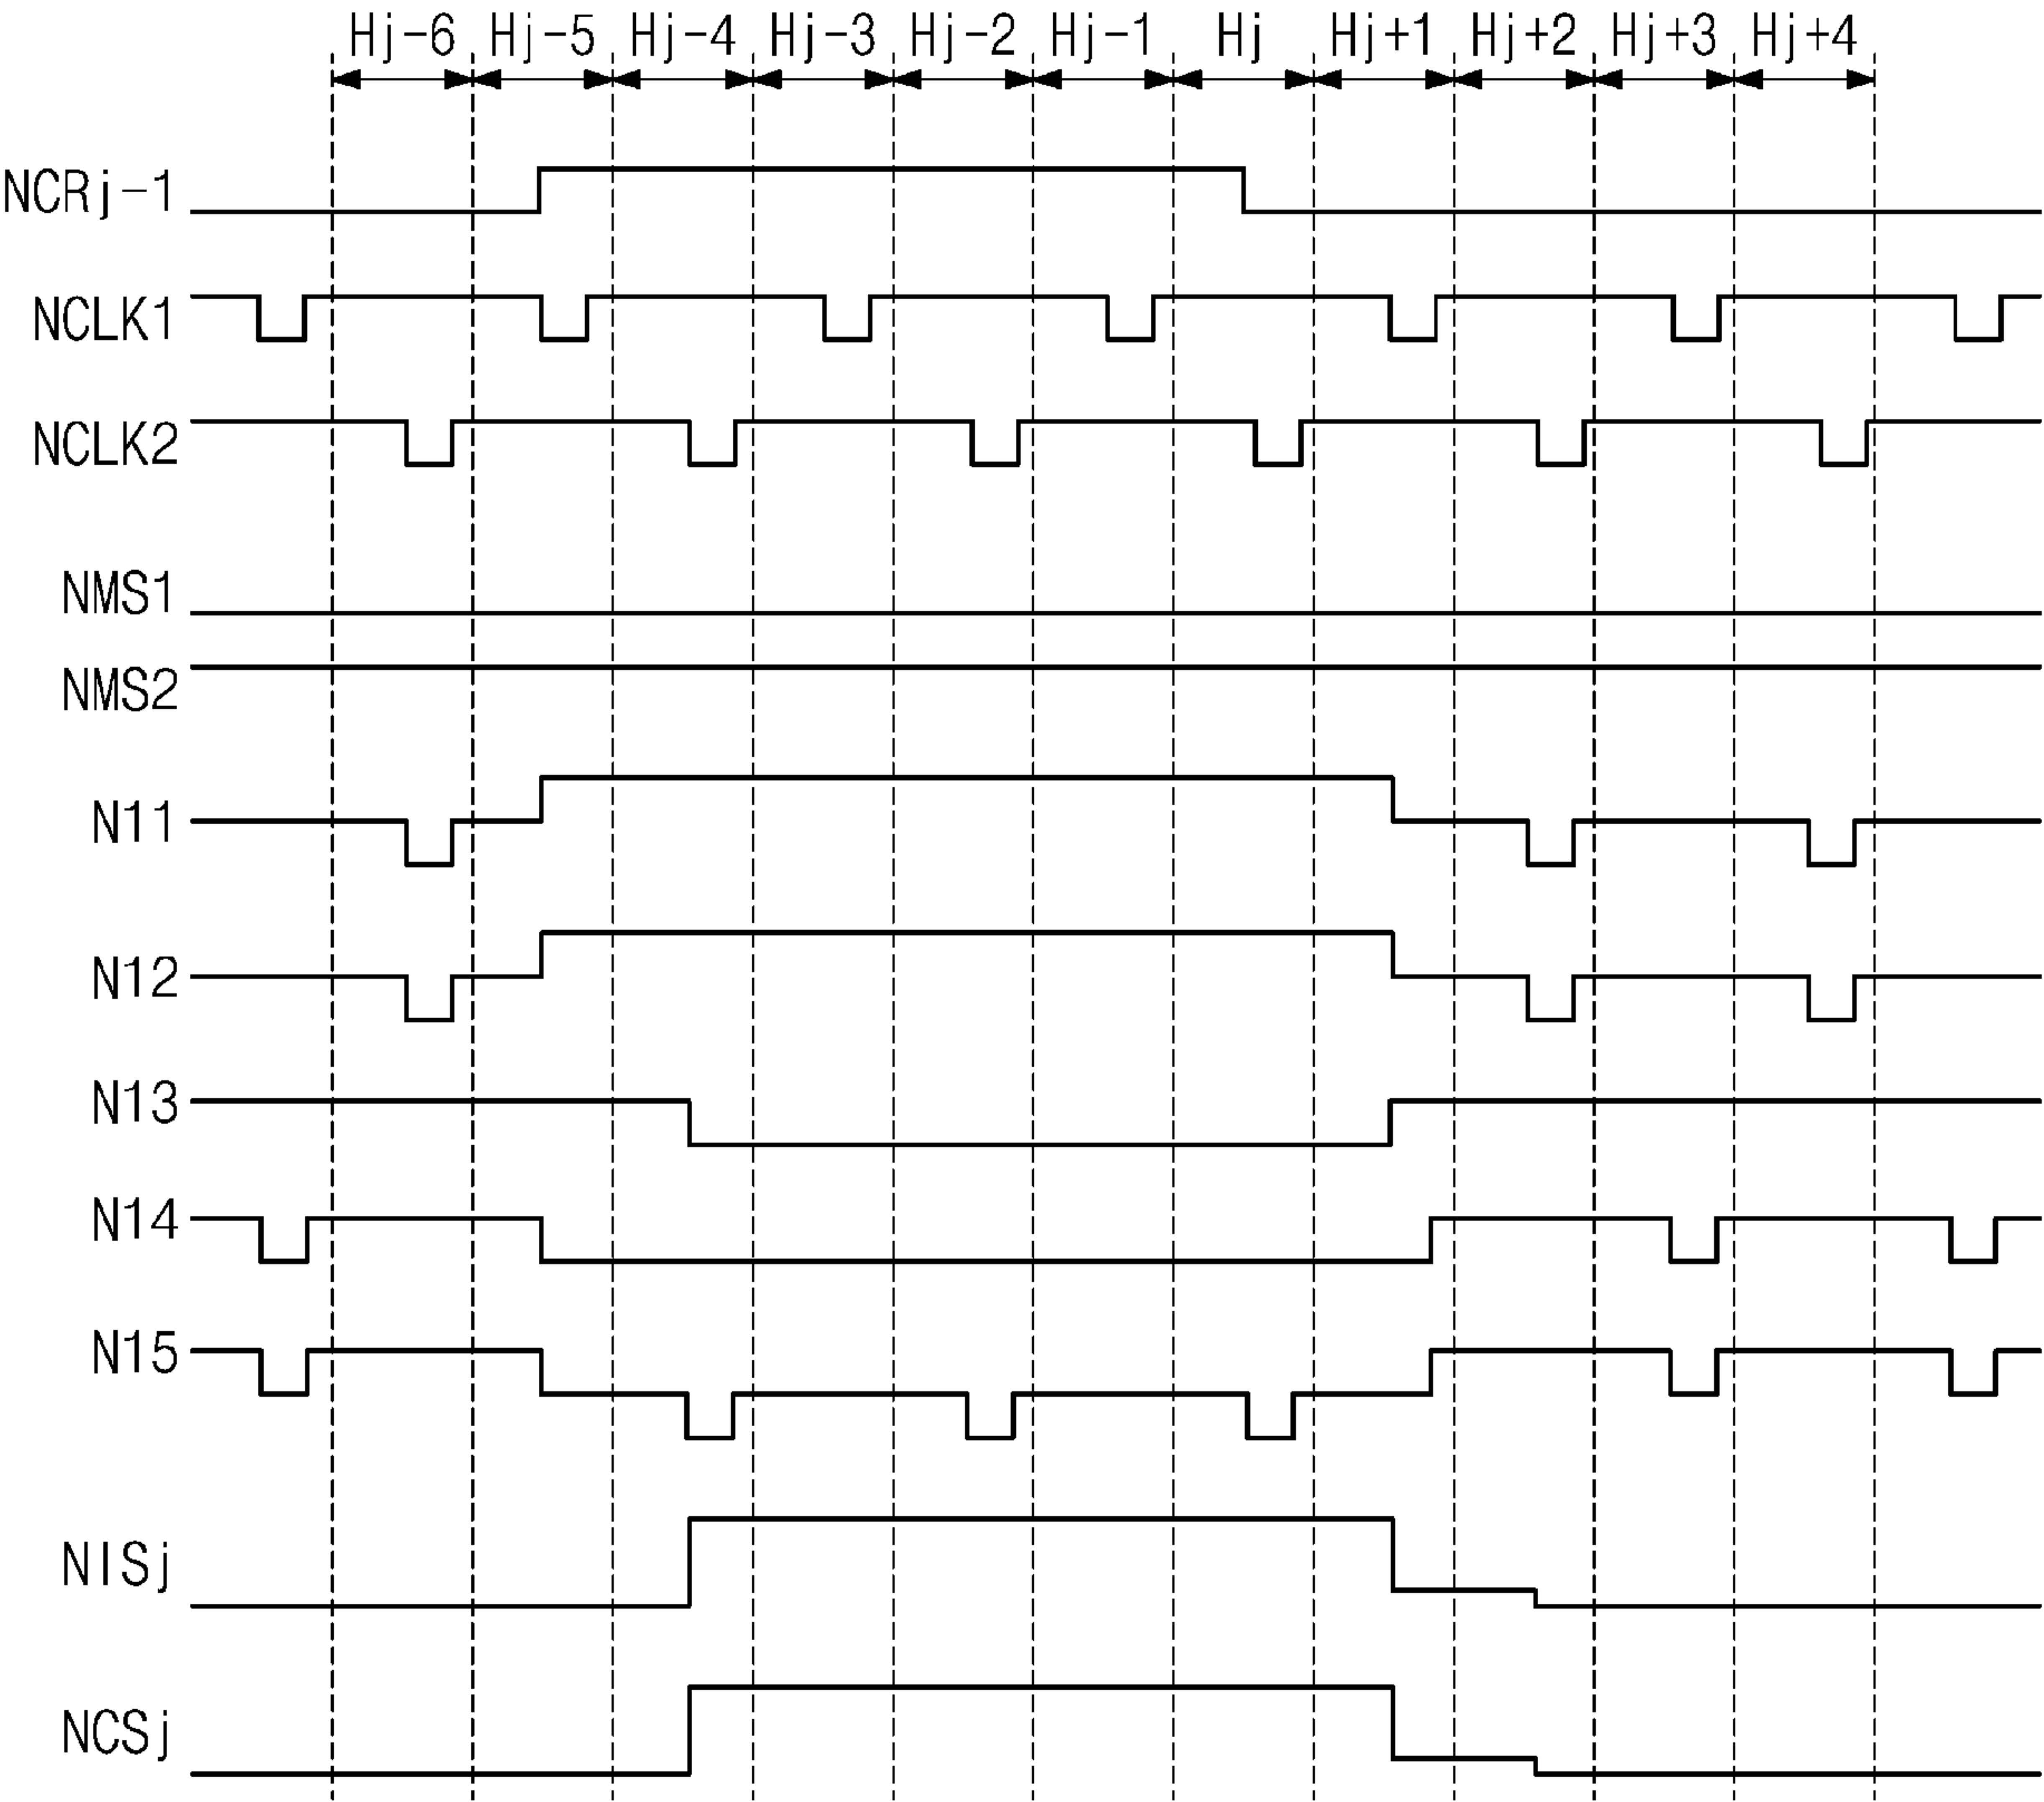 Hj-6 Hj-5 Hj-4 Hj-3 Hj-2 Hj-1 Hj Hj+1 Hj+2 Hj+3 Hj+4
NCRj-1
NCLK1
NCLK2
NMS1
NMS2
N11
N12
N13
N14
N15
NISj
NCSj